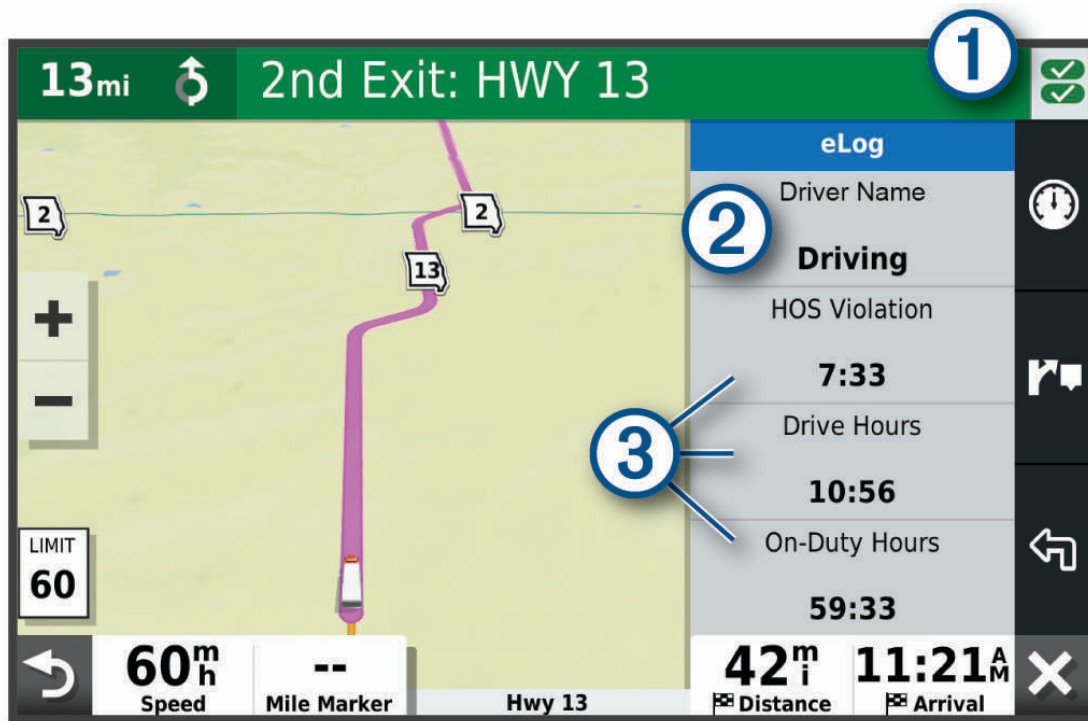 1
13mi
2nd Exit: HWY 13
eLog
Driver Name
2
Driving
HOS Violation
7:33
3
Drive Hours
10:56
On-Duty Hours
59:33
2
2
13
+
−
LIMIT
60
60mh
Speed
--
Mile Marker
Hwy 13
42mi
Distance
11:21AM
Arrival